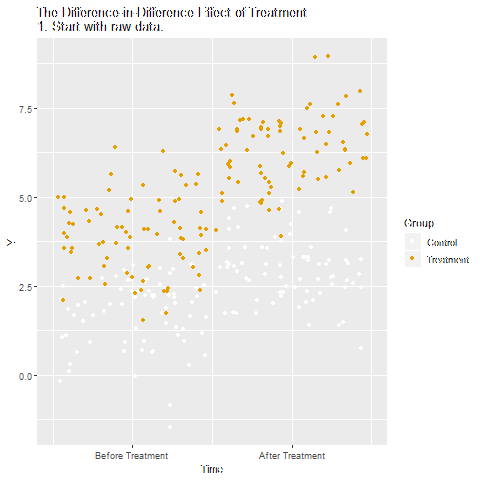 The Difference-in-Difference Effect of Treatment
1. Start with raw data.
7.5
5.0
2.5
0.0
Y
Before Treatment
After Treatment
Time
Group
Control
Treatment